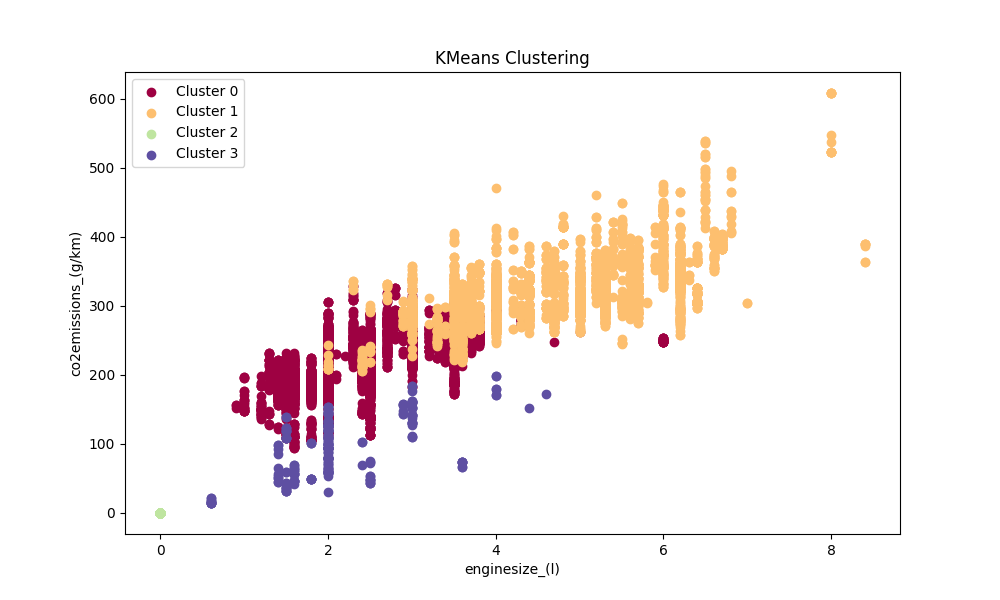 KMeans Clustering
Cluster 0
Cluster 1
Cluster 2
Cluster 3
co2emissions_(g/km)
600
500
400
300
200
100
0
0 2 4 6 8
enginesize_(l)